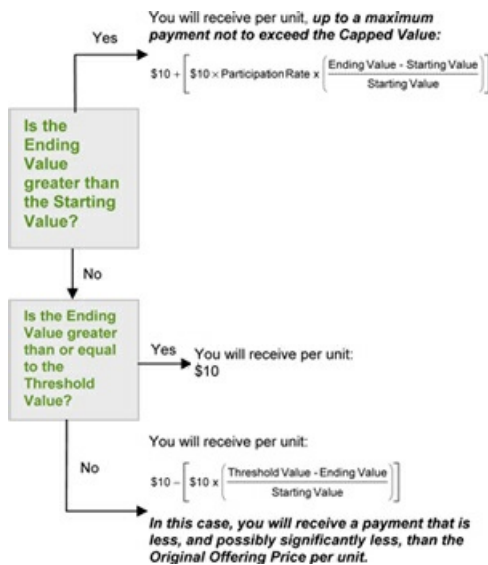 You will receive per unit, up to a maximum
payment not to exceed the Capped Value:
Yes
$10 + [ $10 × Participation Rate x ( Ending Value - Starting Value / Starting Value ) ]
Is the
Ending
Value
greater than
the Starting
Value?
No
Is the Ending
Value greater
than or equal
to the
Threshold
Value?
Yes
You will receive per unit:
$10
You will receive per unit:
No
$10 – [ $10 x ( Threshold Value - Ending Value / Starting Value ) ]
In this case, you will receive a payment that is
less, and possibly significantly less, than the
Original Offering Price per unit.